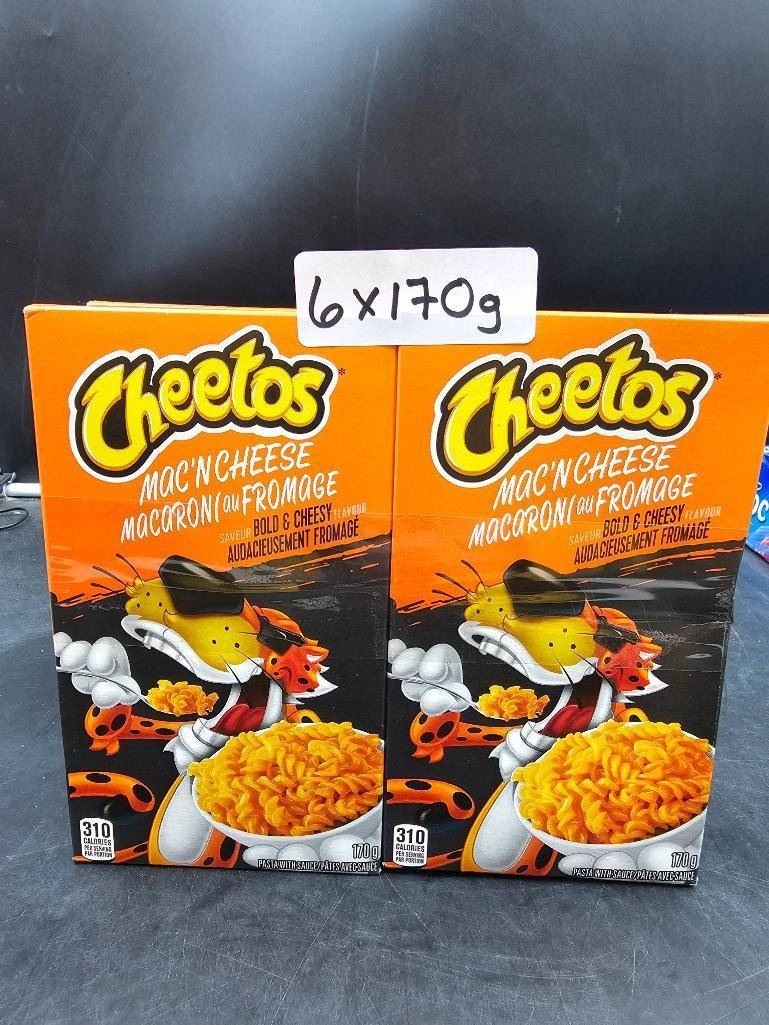 6x170g
Cheetos*
MAC'N CHEESE
MACARONI au FROMAGE
SAVEUR BOLD & CHEESY FLAVOUR
AUDACIEUSEMENT FROMAGÉ
310
CALORIES
PER SERVING
PAR PORTION
170 g
PASTA WITH SAUCE/PÂTES AVEC SAUCE
Cheetos*
MAC'N CHEESE
MACARONI au FROMAGE
SAVEUR BOLD & CHEESY FLAVOUR
AUDACIEUSEMENT FROMAGÉ
310
CALORIES
PER SERVING
PAR PORTION
170 g
PASTA WITH SAUCE/PÂTES AVEC SAUCE